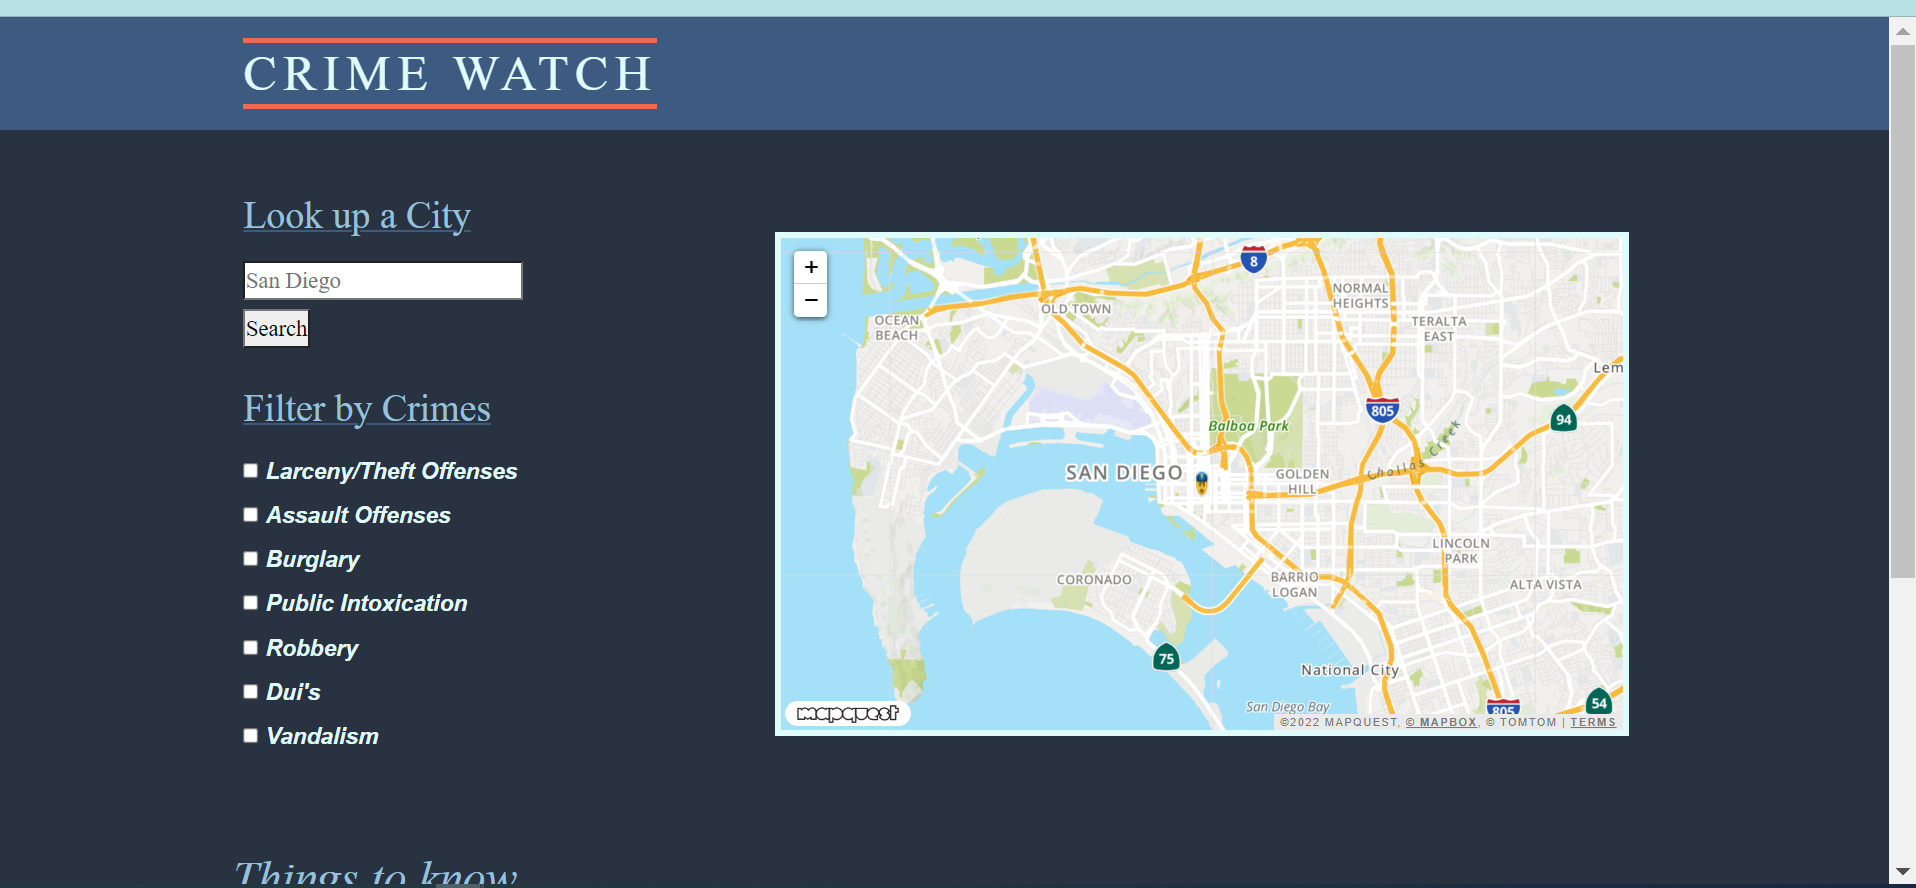 CRIME WATCH
Look up a City
San Diego
Search
Filter by Crimes
Larceny/Theft Offenses
Assault Offenses
Burglary
Public Intoxication
Robbery
Dui's
Vandalism
+
−
8
NORMAL
HEIGHTS
OLD TOWN
OCEAN
BEACH
TERALTA
EAST
Lem
805
94
Balboa Park
Chollas Creek
SAN DIEGO
GOLDEN
HILL
LINCOLN
PARK
CORONADO
BARRIO
LOGAN
ALTA VISTA
75
National City
San Diego Bay
805
54
mapquest
©2022 MAPQUEST, © MAPBOX, © TOMTOM | TERMS
Things to know